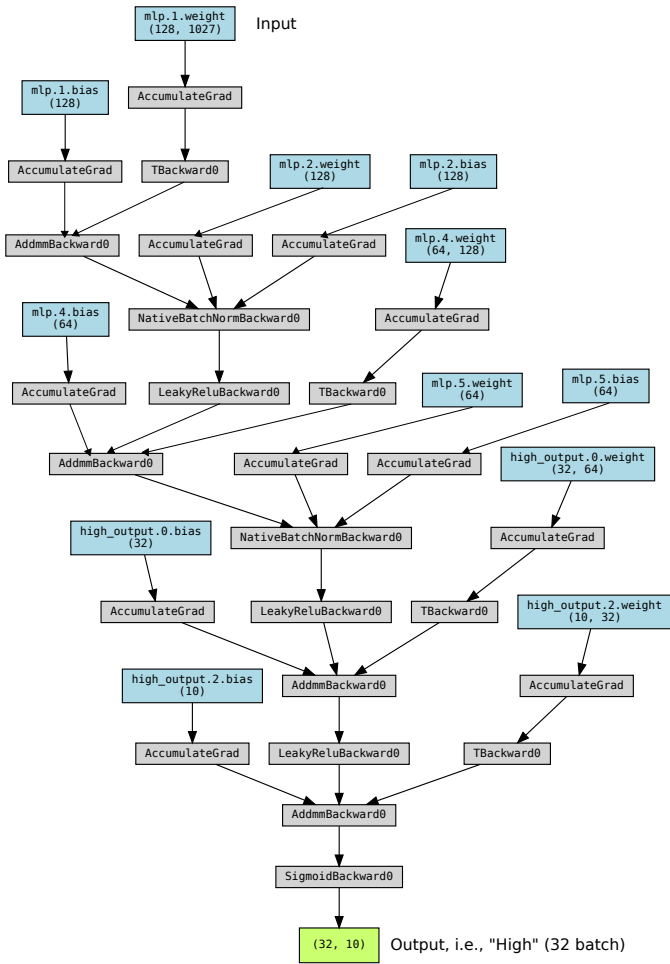 mlp.1.weight
(128, 1027)
Input
mlp.1.bias
(128)
AccumulateGrad
AccumulateGrad
TBackward0
mlp.2.weight
(128)
mlp.2.bias
(128)
AddmmBackward0
AccumulateGrad
AccumulateGrad
mlp.4.weight
(64, 128)
mlp.4.bias
(64)
NativeBatchNormBackward0
AccumulateGrad
AccumulateGrad
LeakyReluBackward0
TBackward0
mlp.5.weight
(64)
mlp.5.bias
(64)
AddmmBackward0
AccumulateGrad
AccumulateGrad
high_output.0.weight
(32, 64)
high_output.0.bias
(32)
NativeBatchNormBackward0
AccumulateGrad
AccumulateGrad
LeakyReluBackward0
TBackward0
high_output.2.weight
(10, 32)
high_output.2.bias
(10)
AddmmBackward0
AccumulateGrad
AccumulateGrad
LeakyReluBackward0
TBackward0
AddmmBackward0
SigmoidBackward0
(32, 10)
Output, i.e., "High" (32 batch)